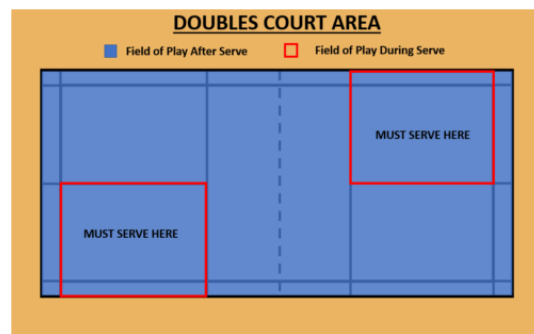 DOUBLES COURT AREA
Field of Play After Serve
Field of Play During Serve
MUST SERVE HERE
MUST SERVE HERE